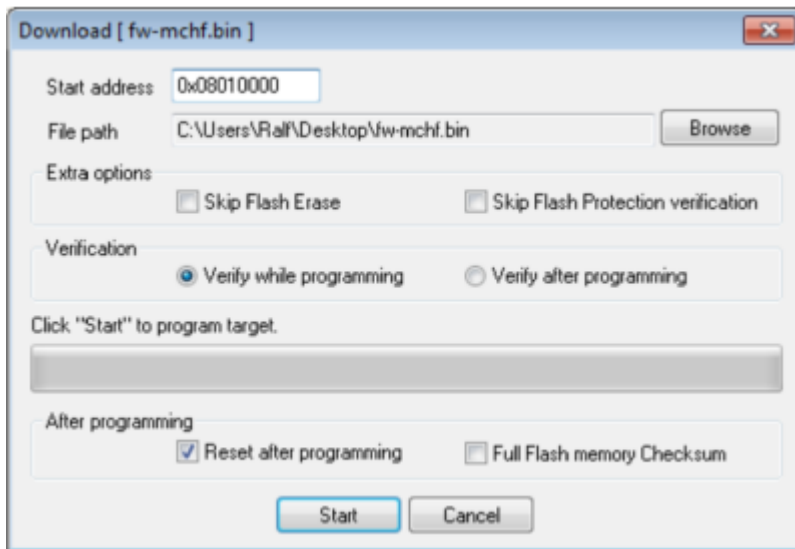 Download [ fw-mchf.bin ]
Start address 0x08010000
File path C:\Users\Ralf\Desktop\fw-mchf.bin Browse
Extra options
Skip Flash Erase Skip Flash Protection verification
Verification
Verify while programming Verify after programming
Click "Start" to program target.
After programming
Reset after programming Full Flash memory Checksum
Start Cancel